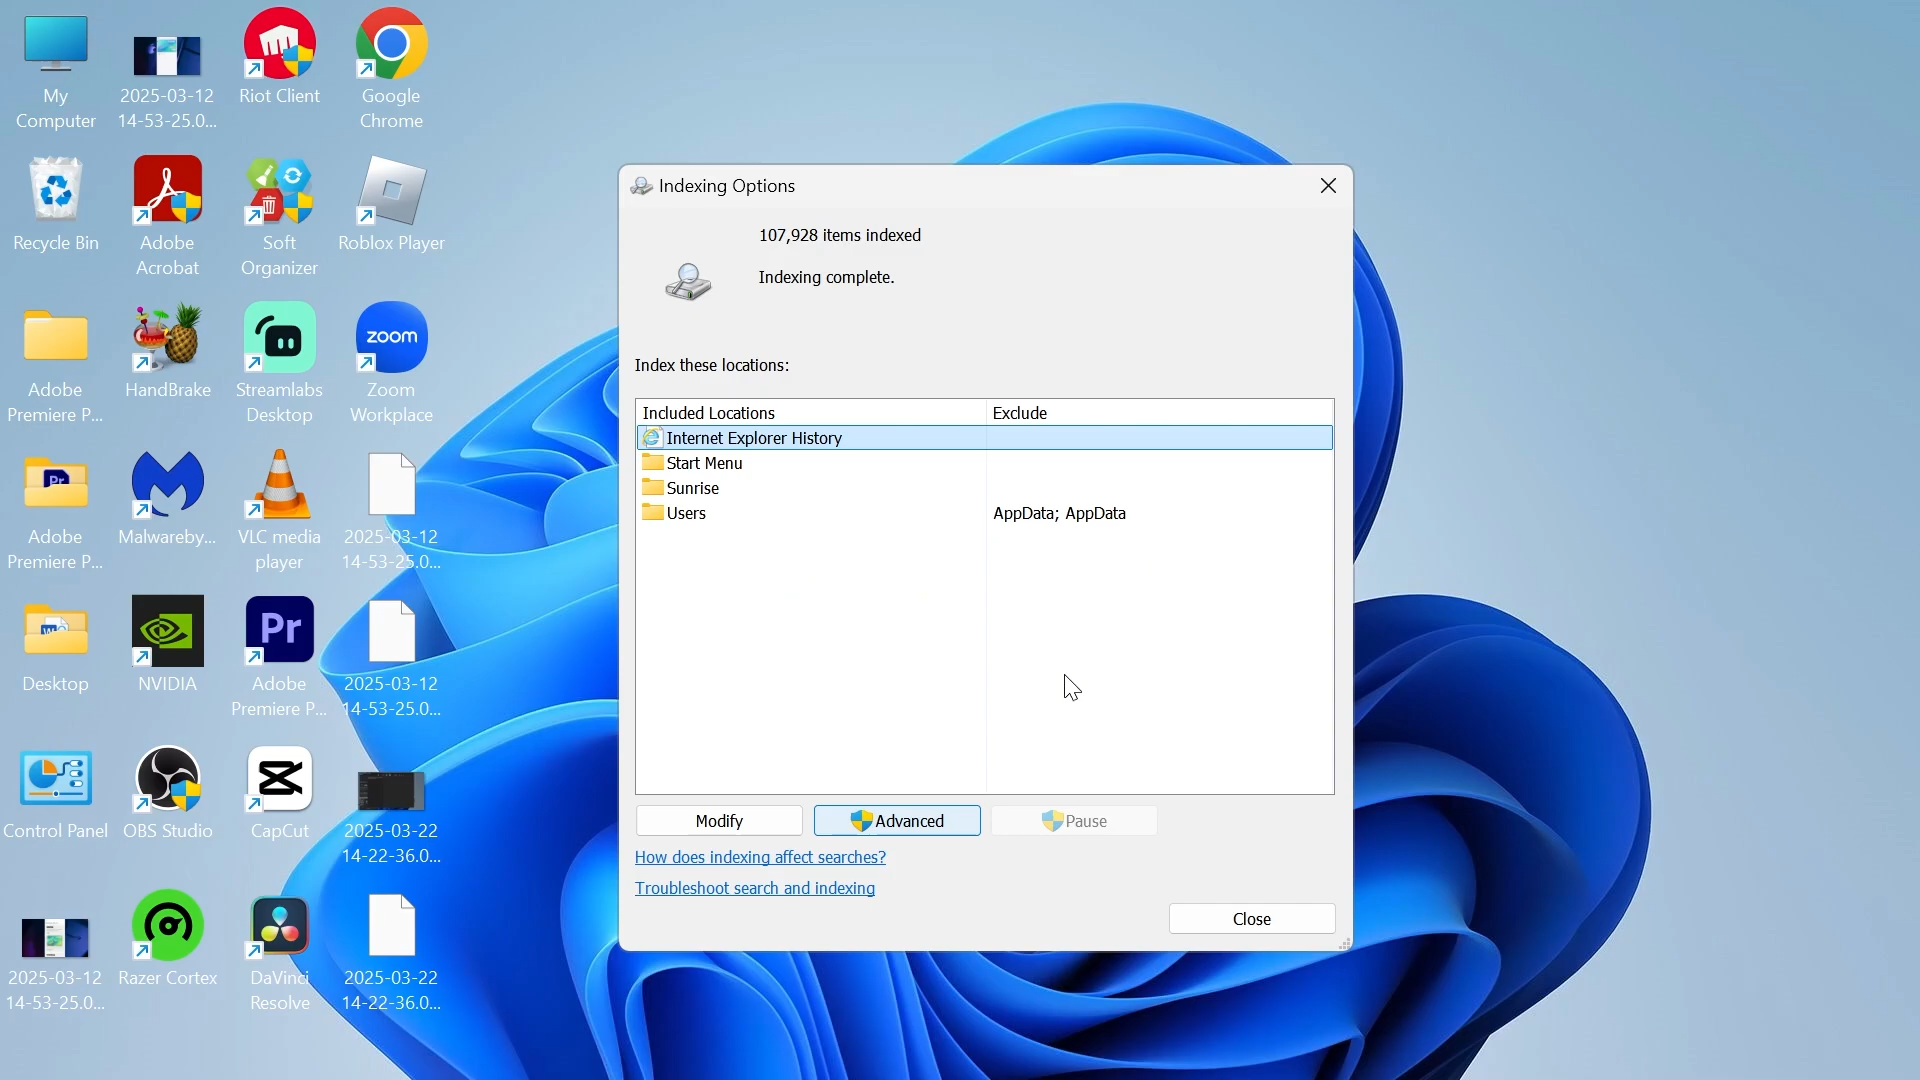 My
Computer
2025-03-12
14-53-25.0...
Riot Client
Google
Chrome
Recycle Bin
Adobe
Acrobat
Soft
Organizer
Roblox Player
Adobe
Premiere P...
HandBrake
Streamlabs
Desktop
zoom
Zoom
Workplace
Pr
Adobe
Premiere P...
Malwareby...
VLC media
player
2025-03-12
14-53-25.0...
W
Desktop
NVIDIA
Pr
Adobe
Premiere P...
2025-03-12
14-53-25.0...
Control Panel
OBS Studio
CapCut
2025-03-22
14-22-36.0...
2025-03-12
14-53-25.0...
Razer Cortex
DaVinci
Resolve
2025-03-22
14-22-36.0...
Indexing Options
107,928 items indexed
Indexing complete.
Index these locations:
Included Locations Exclude
Internet Explorer History
Start Menu
Sunrise
Users AppData; AppData
Modify Advanced Pause
How does indexing affect searches?
Troubleshoot search and indexing
Close